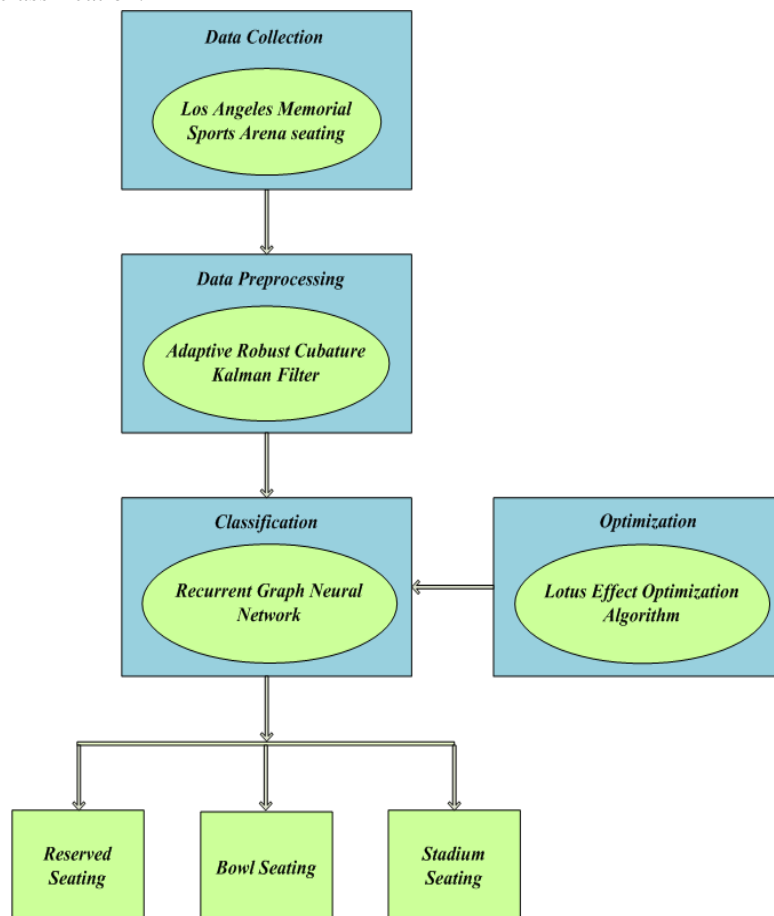 Data Collection
Los Angeles Memorial
Sports Arena seating
Data Preprocessing
Adaptive Robust Cubature
Kalman Filter
Classification
Recurrent Graph Neural
Network
Optimization
Lotus Effect Optimization
Algorithm
Reserved
Seating
Bowl Seating
Stadium
Seating